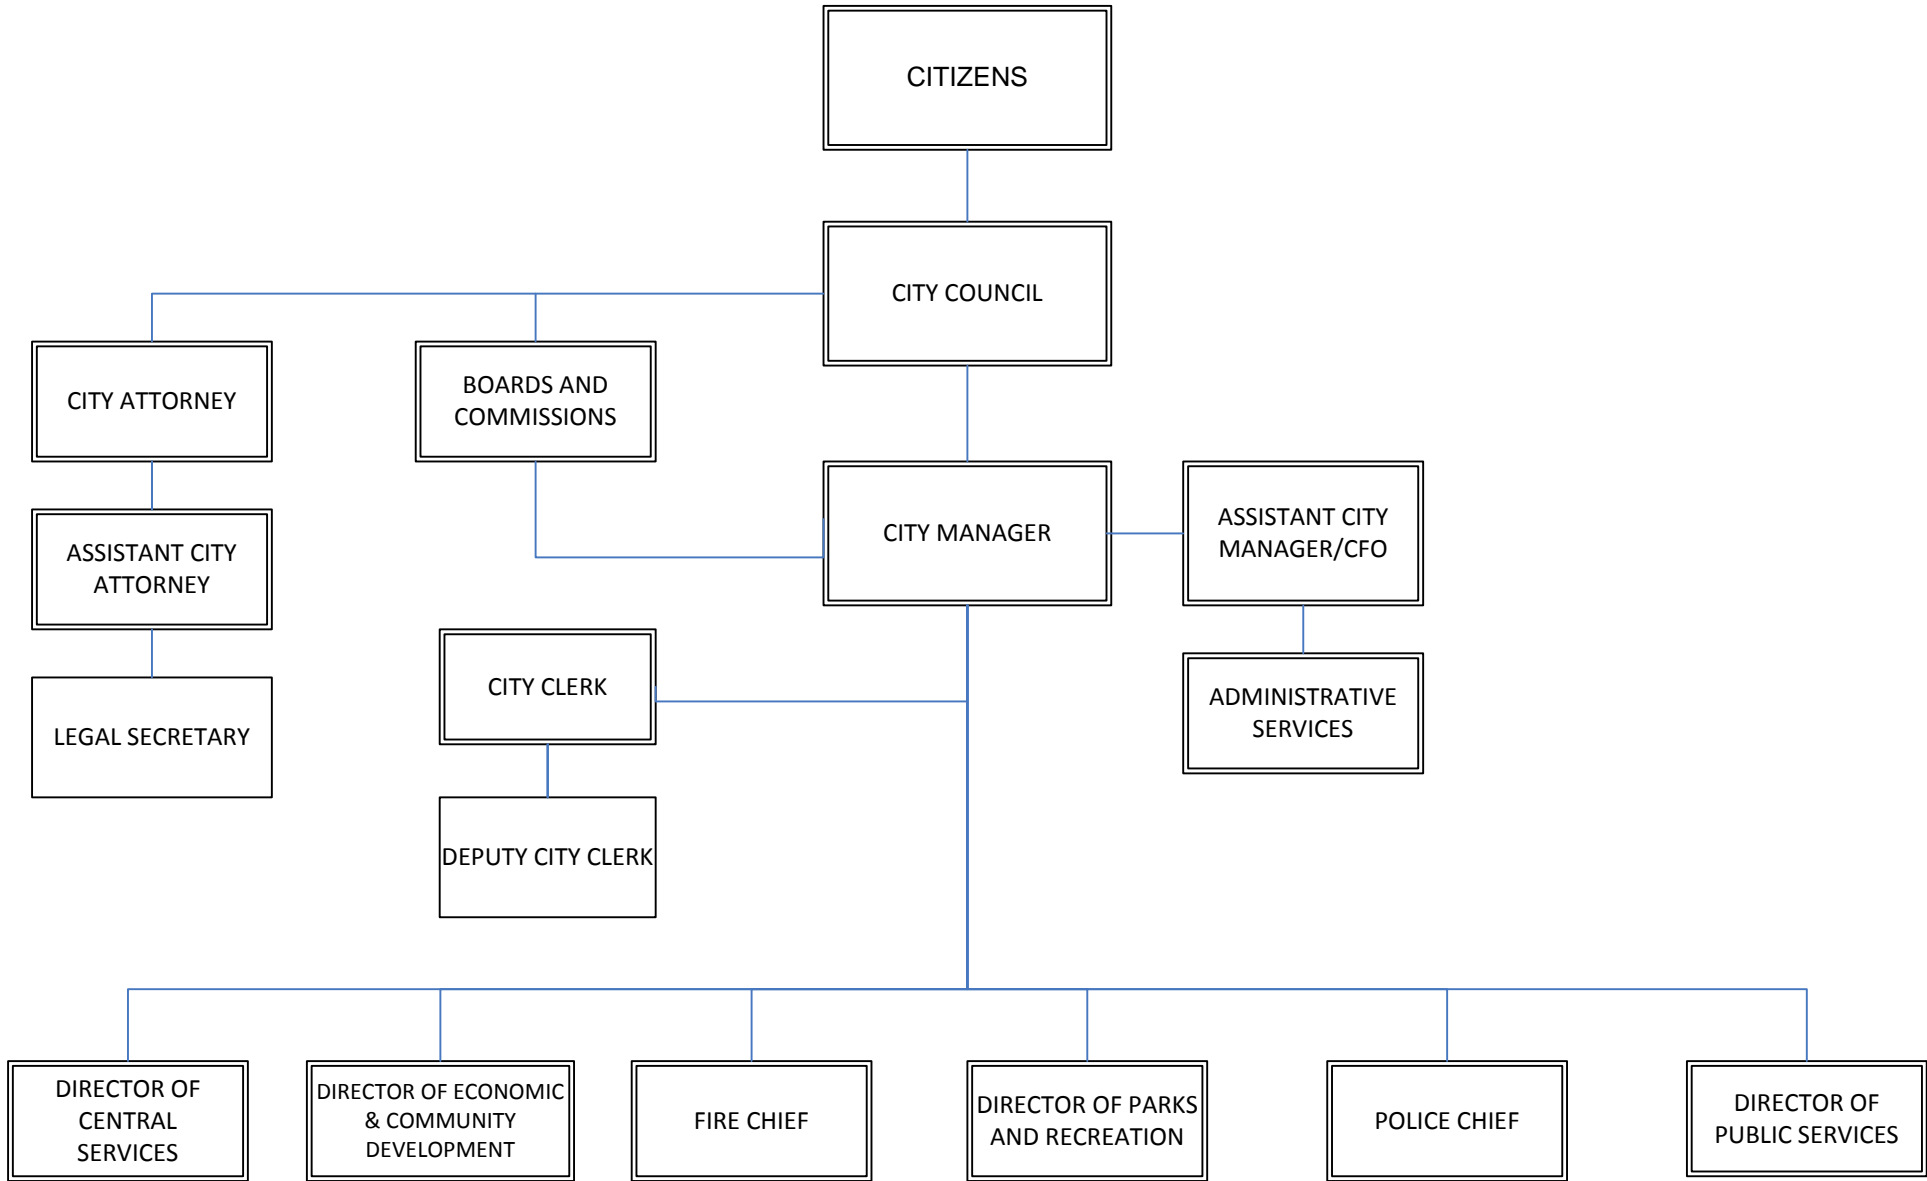 CITIZENS
CITY COUNCIL
CITY ATTORNEY
BOARDS AND
COMMISSIONS
CITY MANAGER
ASSISTANT CITY
MANAGER/CFO
ASSISTANT CITY
ATTORNEY
CITY CLERK
ADMINISTRATIVE
SERVICES
LEGAL SECRETARY
DEPUTY CITY CLERK
DIRECTOR OF
CENTRAL
SERVICES
DIRECTOR OF ECONOMIC
& COMMUNITY
DEVELOPMENT
FIRE CHIEF
DIRECTOR OF PARKS
AND RECREATION
POLICE CHIEF
DIRECTOR OF
PUBLIC SERVICES